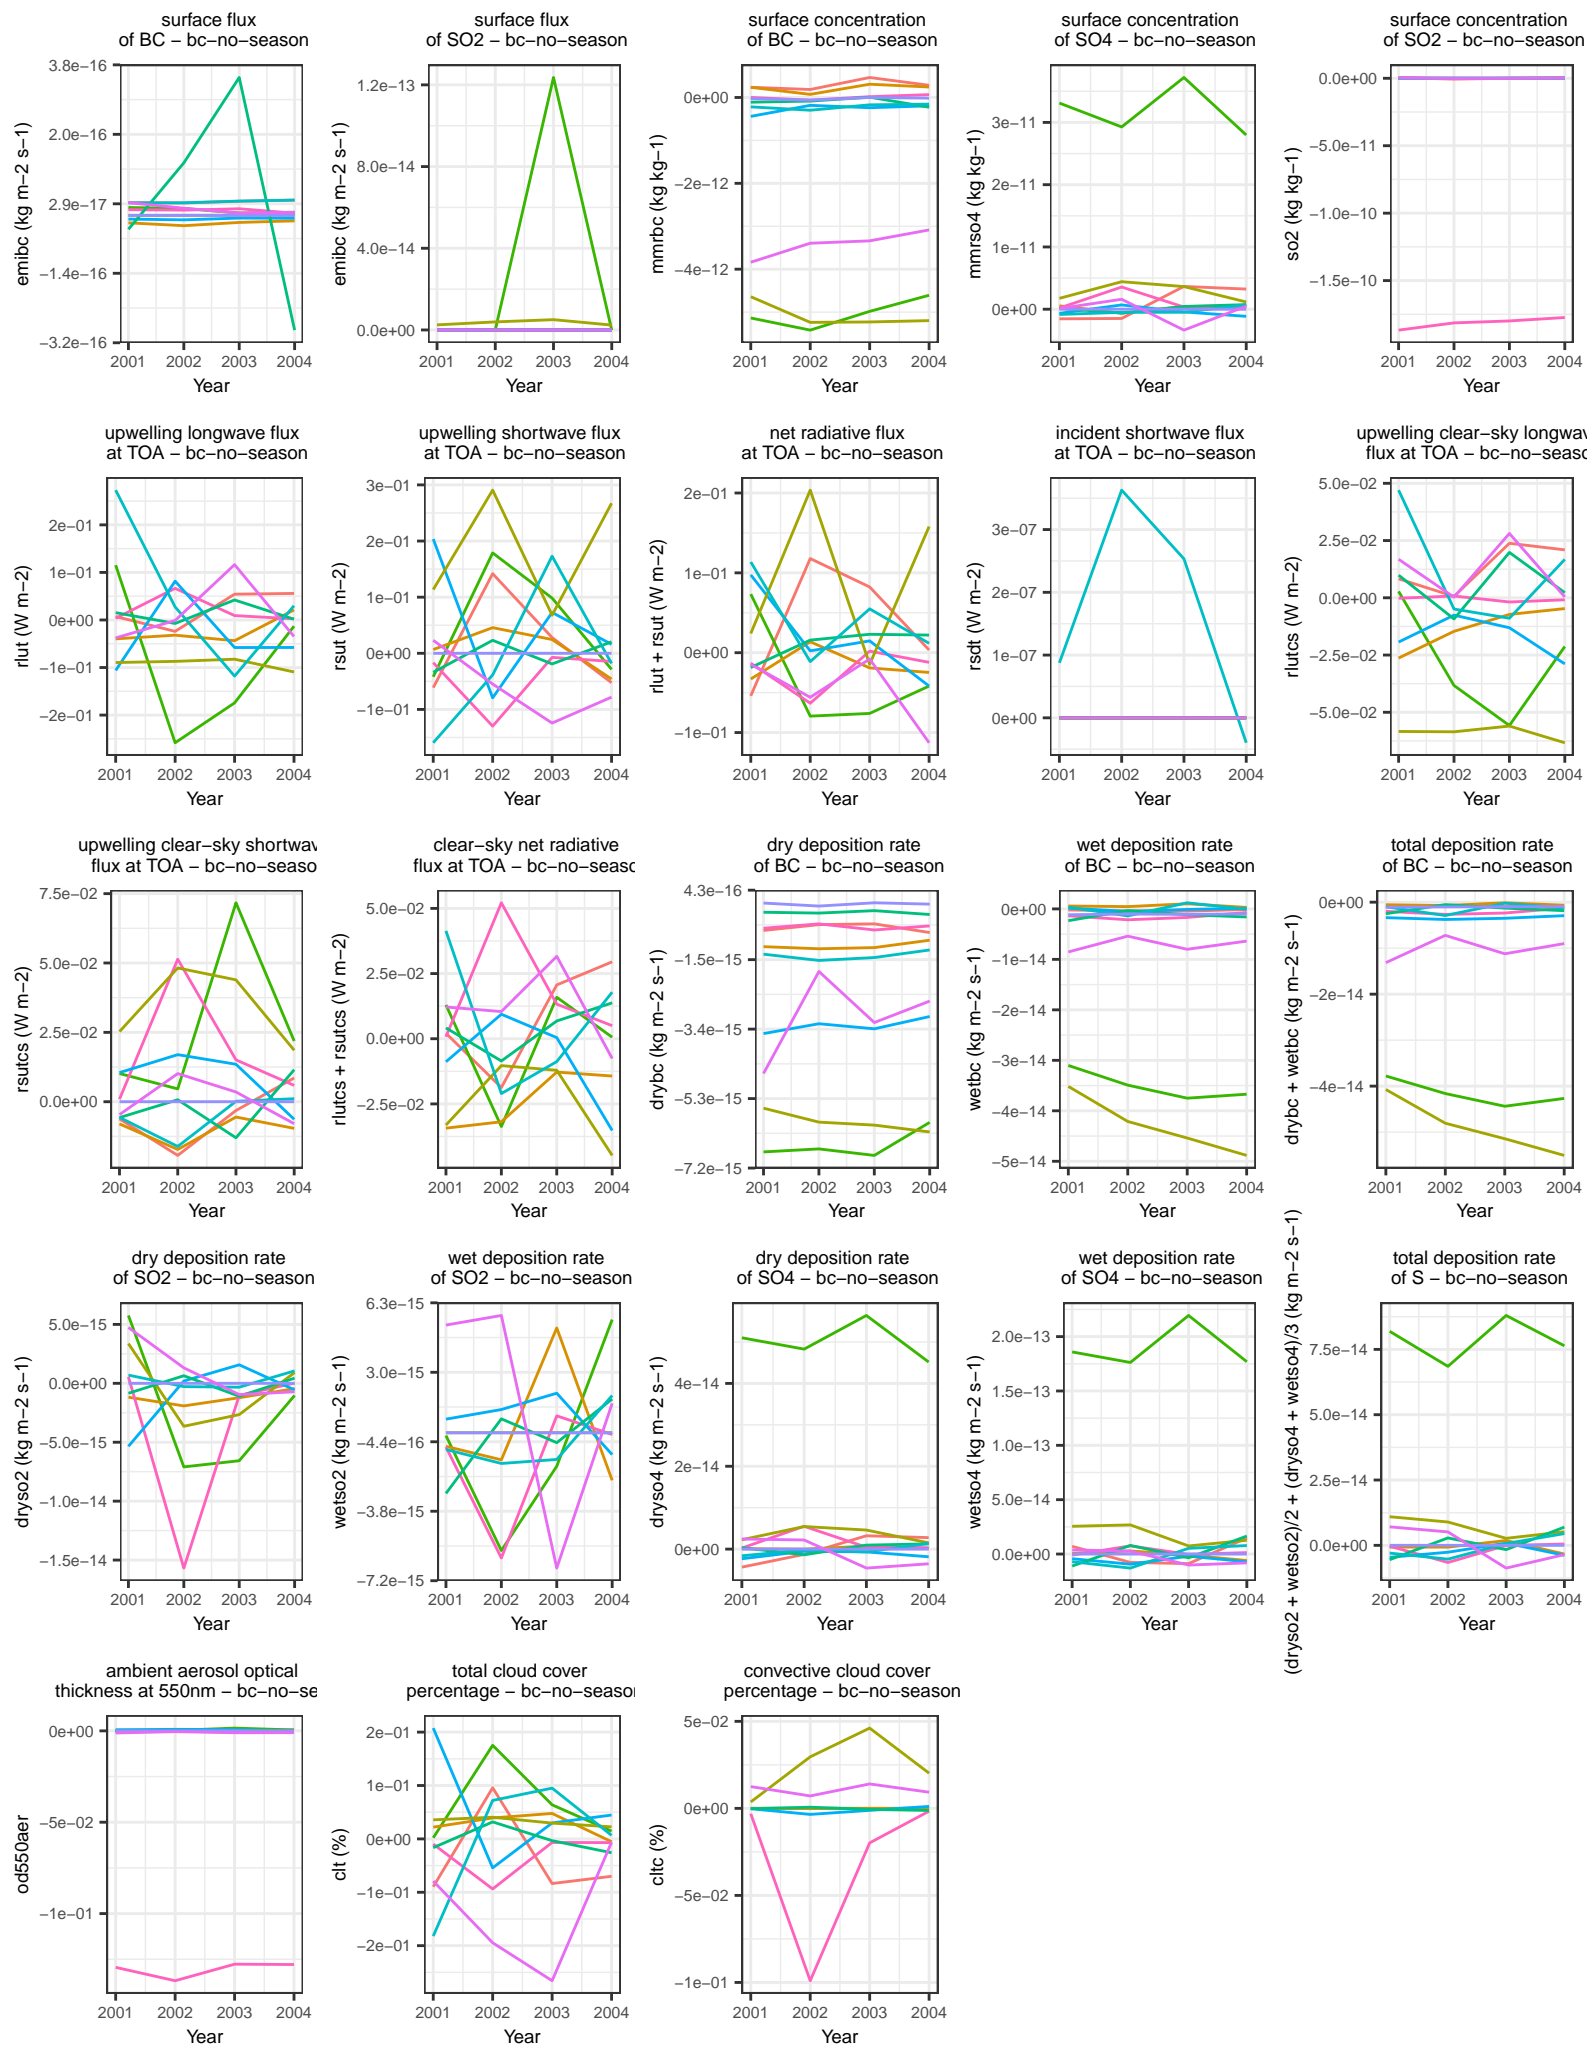 surface flux
of BC − bc−no−season
emibc (kg m−2 s−1)
3.8e−16
2.0e−16
2.9e−17
−1.4e−16
−3.2e−16
2001 2002 2003 2004
Year
surface flux
of SO2 − bc−no−season
emibc (kg m−2 s−1)
1.2e−13
8.0e−14
4.0e−14
0.0e+00
2001 2002 2003 2004
Year
surface concentration
of BC − bc−no−season
mmrbc (kg kg−1)
0e+00
−2e−12
−4e−12
2001 2002 2003 2004
Year
surface concentration
of SO4 − bc−no−season
mmrso4 (kg kg−1)
3e−11
2e−11
1e−11
0e+00
2001 2002 2003 2004
Year
surface concentration
of SO2 − bc−no−season
so2 (kg kg−1)
0.0e+00
−5.0e−11
−1.0e−10
−1.5e−10
2001 2002 2003 2004
Year
upwelling longwave flux
at TOA − bc−no−season
rlut (W m−2)
2e−01
1e−01
0e+00
−1e−01
−2e−01
2001 2002 2003 2004
Year
upwelling shortwave flux
at TOA − bc−no−season
rsut (W m−2)
3e−01
2e−01
1e−01
0e+00
−1e−01
2001 2002 2003 2004
Year
net radiative flux
at TOA − bc−no−season
rlut + rsut (W m−2)
2e−01
1e−01
0e+00
−1e−01
2001 2002 2003 2004
Year
incident shortwave flux
at TOA − bc−no−season
rsdt (W m−2)
3e−07
2e−07
1e−07
0e+00
2001 2002 2003 2004
Year
upwelling clear−sky longwav
flux at TOA − bc−no−seaso
rlutcs (W m−2)
5.0e−02
2.5e−02
0.0e+00
−2.5e−02
−5.0e−02
2001 2002 2003 2004
Year
upwelling clear−sky shortwav
flux at TOA − bc−no−seaso
rsutcs (W m−2)
7.5e−02
5.0e−02
2.5e−02
0.0e+00
2001 2002 2003 2004
Year
clear−sky net radiative
flux at TOA − bc−no−seaso
rlutcs + rsutcs (W m−2)
5.0e−02
2.5e−02
0.0e+00
−2.5e−02
2001 2002 2003 2004
Year
dry deposition rate
of BC − bc−no−season
drybc (kg m−2 s−1)
4.3e−16
−1.5e−15
−3.4e−15
−5.3e−15
−7.2e−15
2001 2002 2003 2004
Year
wet deposition rate
of BC − bc−no−season
wetbc (kg m−2 s−1)
0e+00
−1e−14
−2e−14
−3e−14
−4e−14
−5e−14
2001 2002 2003 2004
Year
total deposition rate
of BC − bc−no−season
drybc + wetbc (kg m−2 s−1)
0e+00
−2e−14
−4e−14
2001 2002 2003 2004
Year
dry deposition rate
of SO2 − bc−no−season
dryso2 (kg m−2 s−1)
5.0e−15
0.0e+00
−5.0e−15
−1.0e−14
−1.5e−14
2001 2002 2003 2004
Year
wet deposition rate
of SO2 − bc−no−season
wetso2 (kg m−2 s−1)
6.3e−15
3.0e−15
−4.4e−16
−3.8e−15
−7.2e−15
2001 2002 2003 2004
Year
dry deposition rate
of SO4 − bc−no−season
dryso4 (kg m−2 s−1)
4e−14
2e−14
0e+00
2001 2002 2003 2004
Year
wet deposition rate
of SO4 − bc−no−season
wetso4 (kg m−2 s−1)
2.0e−13
1.5e−13
1.0e−13
5.0e−14
0.0e+00
2001 2002 2003 2004
Year
total deposition rate
of S − bc−no−season
(dryso2 + wetso2)/2 + (dryso4 + wetso4)/3 (kg m−2 s−1)
7.5e−14
5.0e−14
2.5e−14
0.0e+00
2001 2002 2003 2004
Year
ambient aerosol optical
thickness at 550nm − bc−no−se
od550aer
0e+00
−5e−02
−1e−01
2001 2002 2003 2004
Year
total cloud cover
percentage − bc−no−season
clt (%)
2e−01
1e−01
0e+00
−1e−01
−2e−01
2001 2002 2003 2004
Year
convective cloud cover
percentage − bc−no−season
cltc (%)
5e−02
0e+00
−5e−02
−1e−01
2001 2002 2003 2004
Year